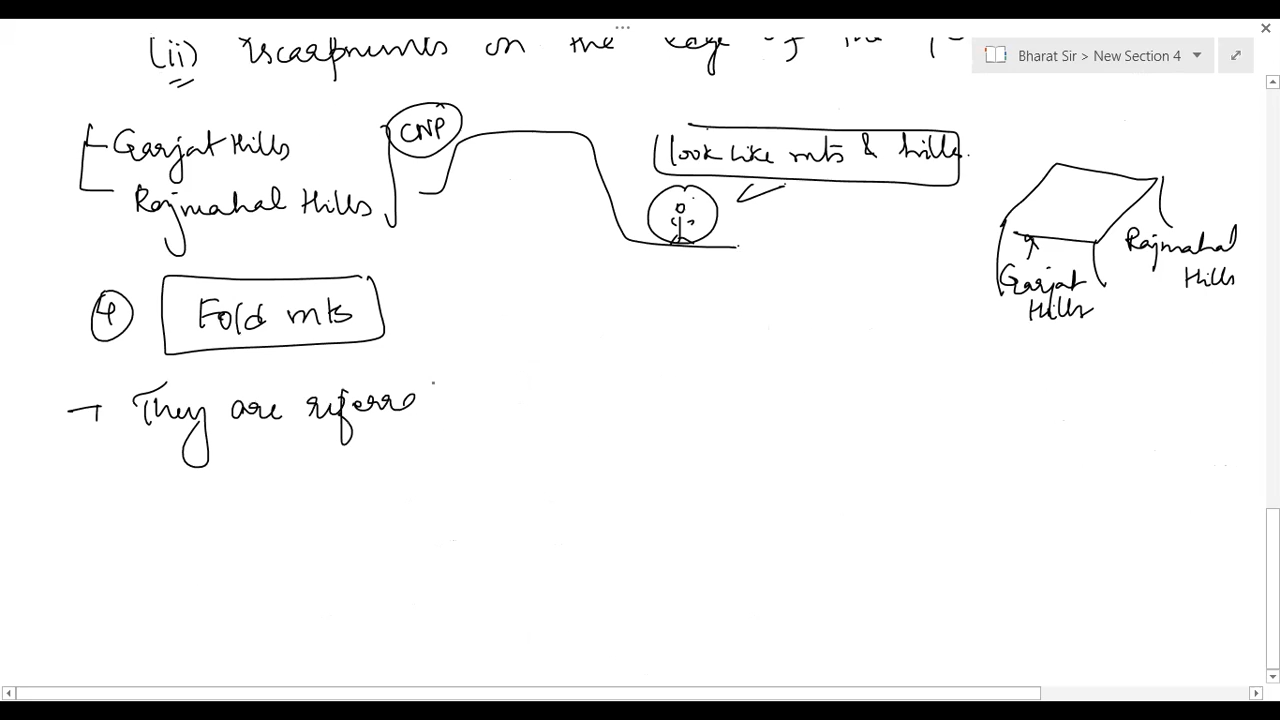 (ii) Escarpments on the edge of the
Bharat Sir > New Section 4
Garjat Hills
Rajmahal Hills
CNP
look like mts & hills.
Rajmahal
Hills
Garjat
Hills
4 Fold mts
→ They are referre